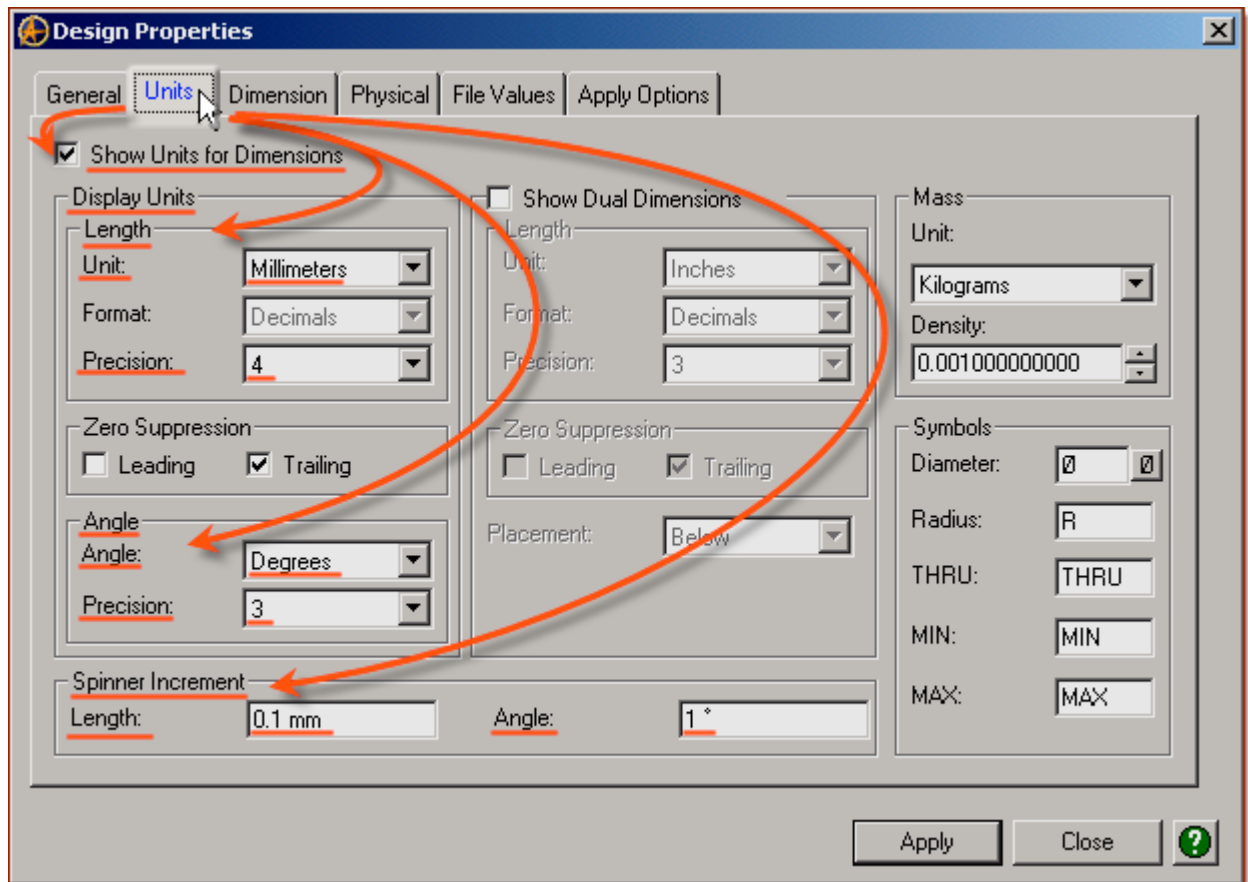 Design Properties
General Units Dimension Physical File Values Apply Options
Show Units for Dimensions
Display Units
Length
Unit: Millimeters
Format: Decimals
Precision: 4
Zero Suppression
Leading Trailing
Angle
Angle: Degrees
Precision: 3
Show Dual Dimensions
Length
Unit: Inches
Format: Decimals
Precision: 3
Zero Suppression
Leading Trailing
Placement: Below
Mass
Unit:
Kilograms
Density:
0.001000000000
Symbols
Diameter: Ø Ø
Radius: R
THRU: THRU
MIN: MIN
MAX: MAX
Spinner Increment
Length: 0.1 mm Angle: 1 °
Apply Close ?